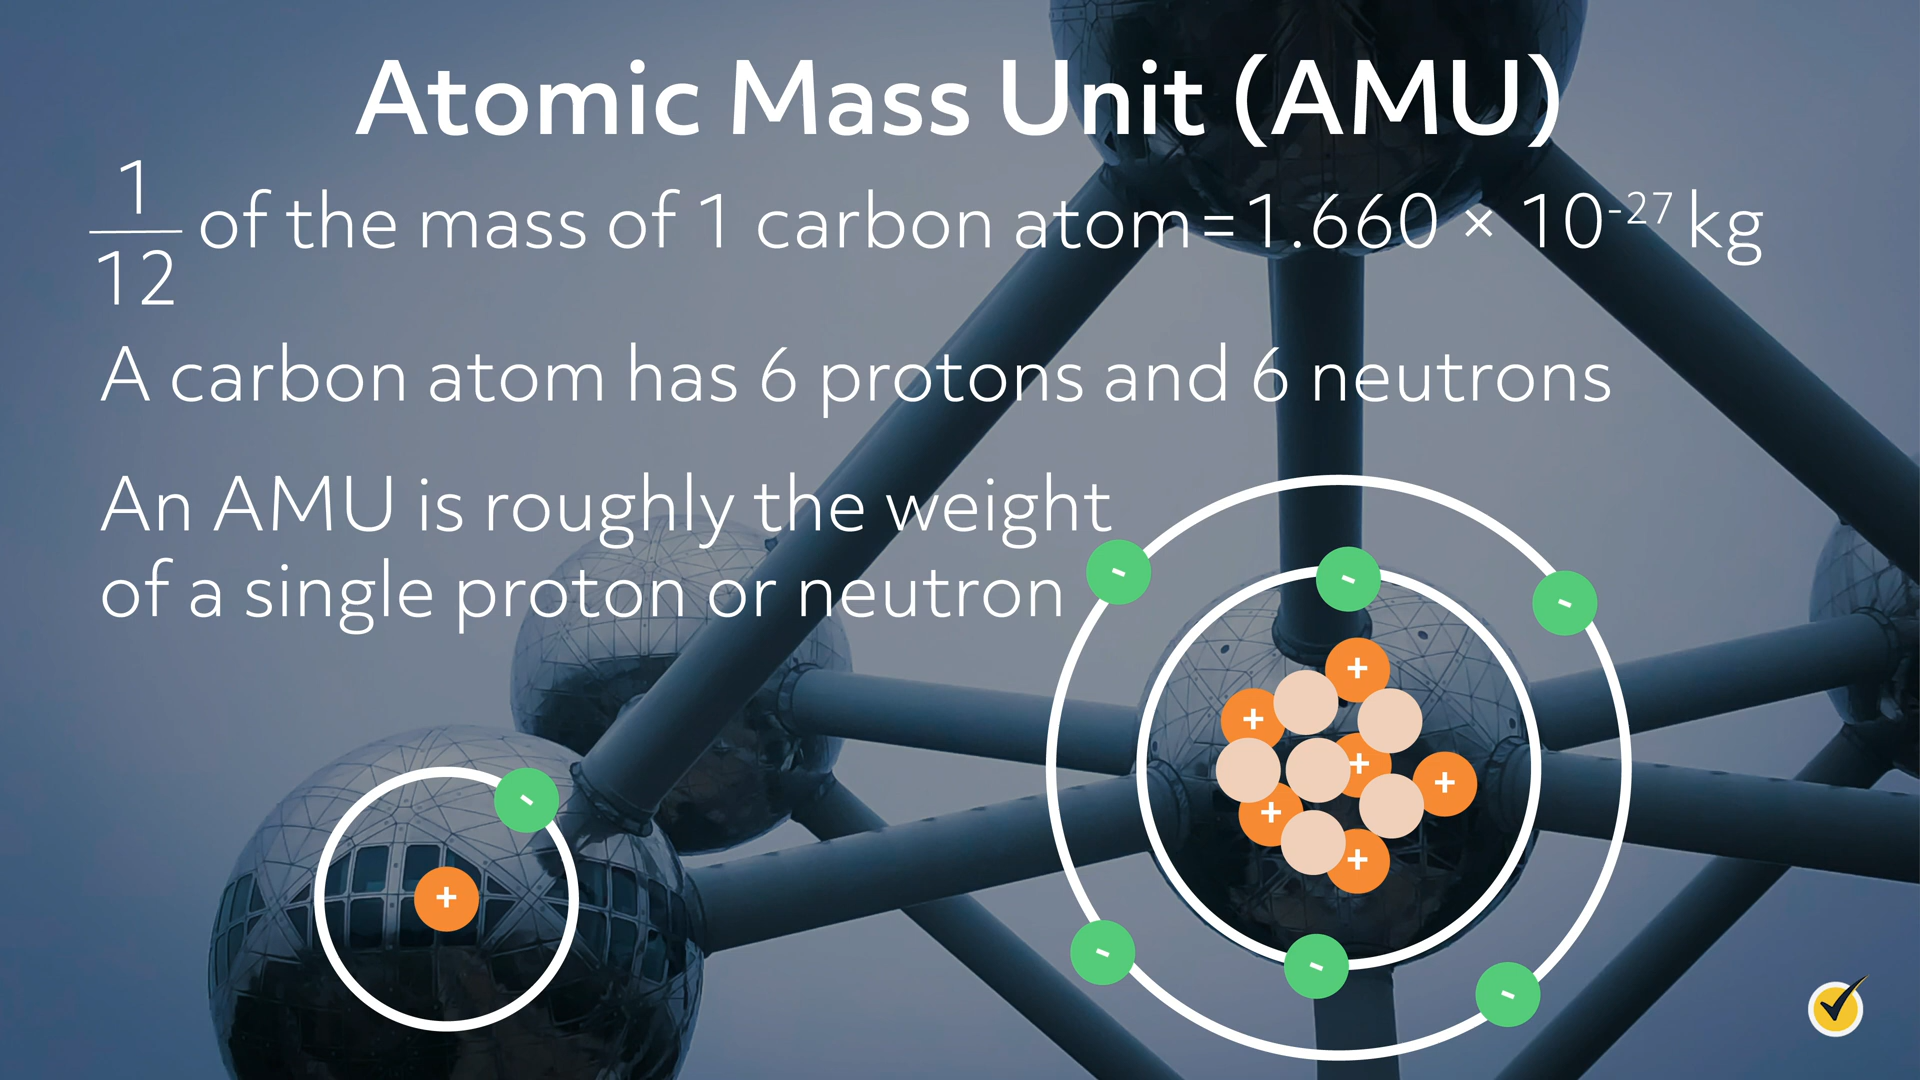 Atomic Mass Unit (AMU)
1/12 of the mass of 1 carbon atom = 1.660 × 10⁻²⁷ kg
A carbon atom has 6 protons and 6 neutrons
An AMU is roughly the weight
of a single proton or neutron
- - -
+
+ +
- + +
+
+ +
- - -